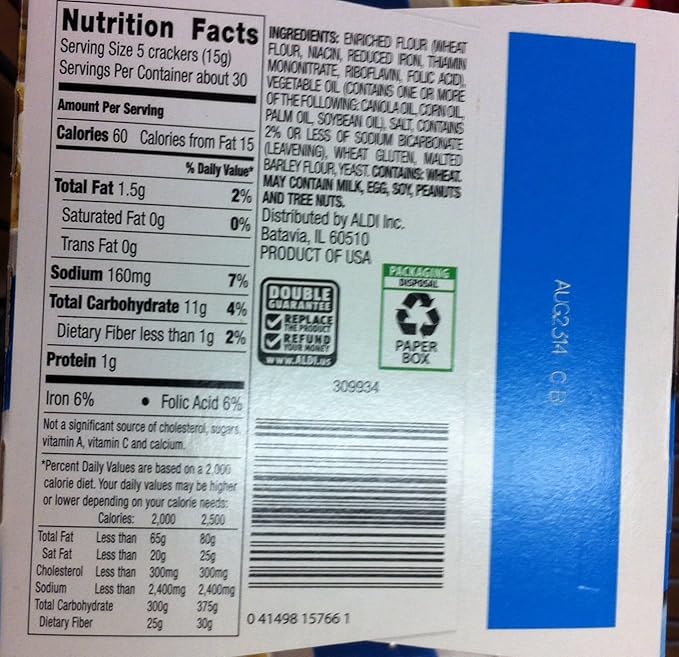 Nutrition Facts
Serving Size 5 crackers (15g)
Servings Per Container about 30
Amount Per Serving
Calories 60 Calories from Fat 15
% Daily Value*
Total Fat 1.5g 2%
Saturated Fat 0g 0%
Trans Fat 0g
Sodium 160mg 7%
Total Carbohydrate 11g 4%
Dietary Fiber less than 1g 2%
Protein 1g
Iron 6% • Folic Acid 6%
Not a significant source of cholesterol, sugars,
vitamin A, vitamin C and calcium.
*Percent Daily Values are based on a 2,000
calorie diet. Your daily values may be higher
or lower depending on your calorie needs:
Calories: 2,000 2,500
Total Fat Less than 65g 80g
Sat Fat Less than 20g 25g
Cholesterol Less than 300mg 300mg
Sodium Less than 2,400mg 2,400mg
Total Carbohydrate 300g 375g
Dietary Fiber 25g 30g
INGREDIENTS: ENRICHED FLOUR (WHEAT
FLOUR, NIACIN, REDUCED IRON, THIAMIN
MONONITRATE, RIBOFLAVIN, FOLIC ACID),
VEGETABLE OIL (CONTAINS ONE OR MORE
OF THE FOLLOWING: CANOLA OIL, CORN OIL,
PALM OIL, SOYBEAN OIL), SALT, CONTAINS
2% OR LESS OF SODIUM BICARBONATE
(LEAVENING), WHEAT GLUTEN, MALTED
BARLEY FLOUR, YEAST. CONTAINS: WHEAT.
MAY CONTAIN MILK, EGG, SOY, PEANUTS
AND TREE NUTS.
Distributed by ALDI Inc.
Batavia, IL 60510
PRODUCT OF USA
DOUBLE
GUARANTEE
REPLACE
THE PRODUCT
REFUND
YOUR MONEY
www.ALDI.us
PACKAGING
DISPOSAL
PAPER
BOX
309934
0 41498 15766 1
AUG2314 C B